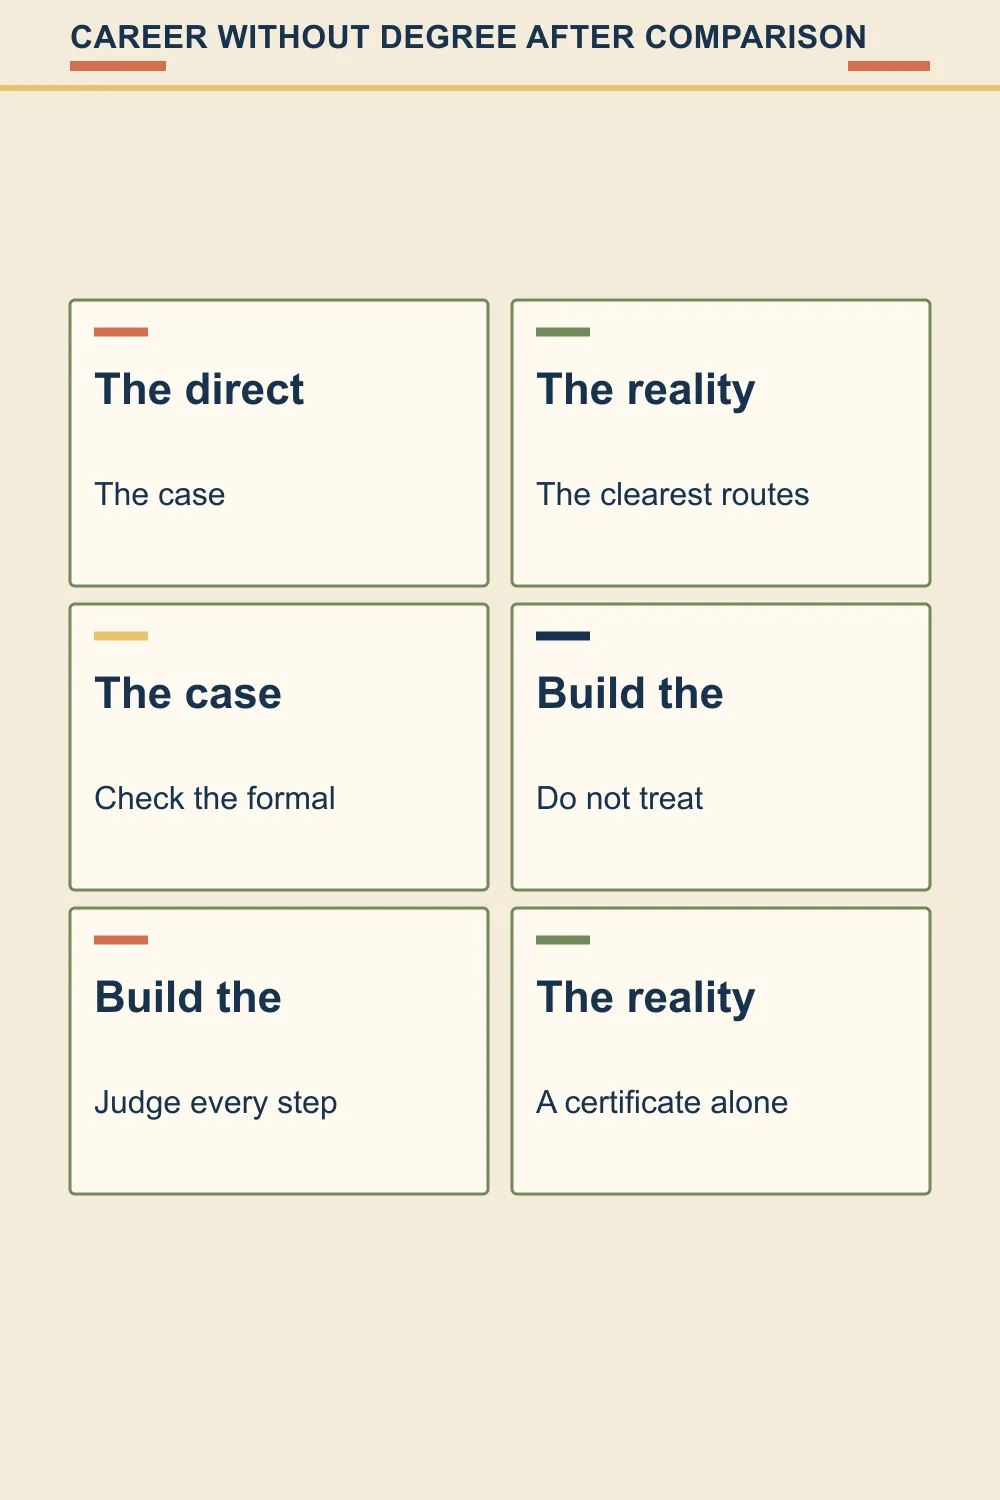 CAREER WITHOUT DEGREE AFTER COMPARISON
The direct
The case
The reality
The clearest routes
The case
Check the formal
Build the
Do not treat
Build the
Judge every step
The reality
A certificate alone